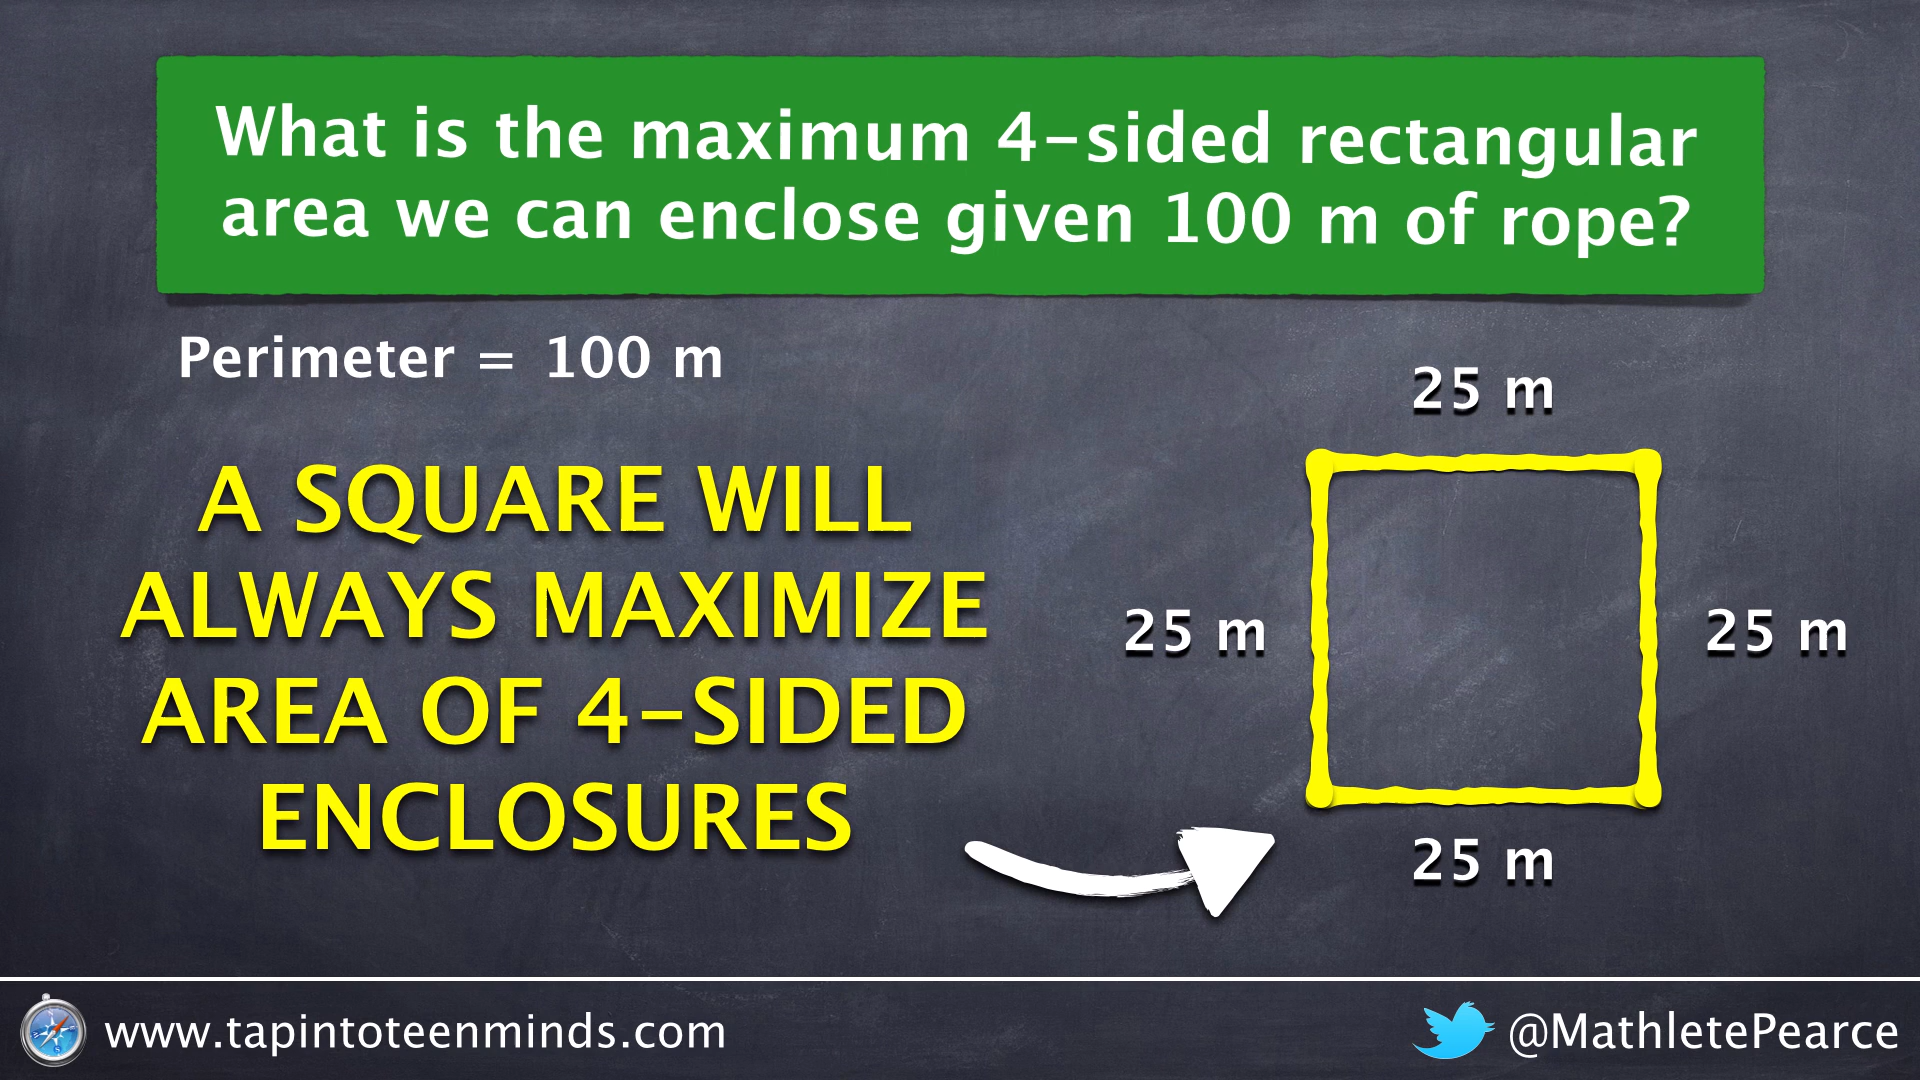 What is the maximum 4-sided rectangular
area we can enclose given 100 m of rope?
Perimeter = 100 m
A SQUARE WILL
ALWAYS MAXIMIZE
AREA OF 4-SIDED
ENCLOSURES
25 m
25 m
25 m
25 m
www.tapintoteenminds.com
@MathletePearce